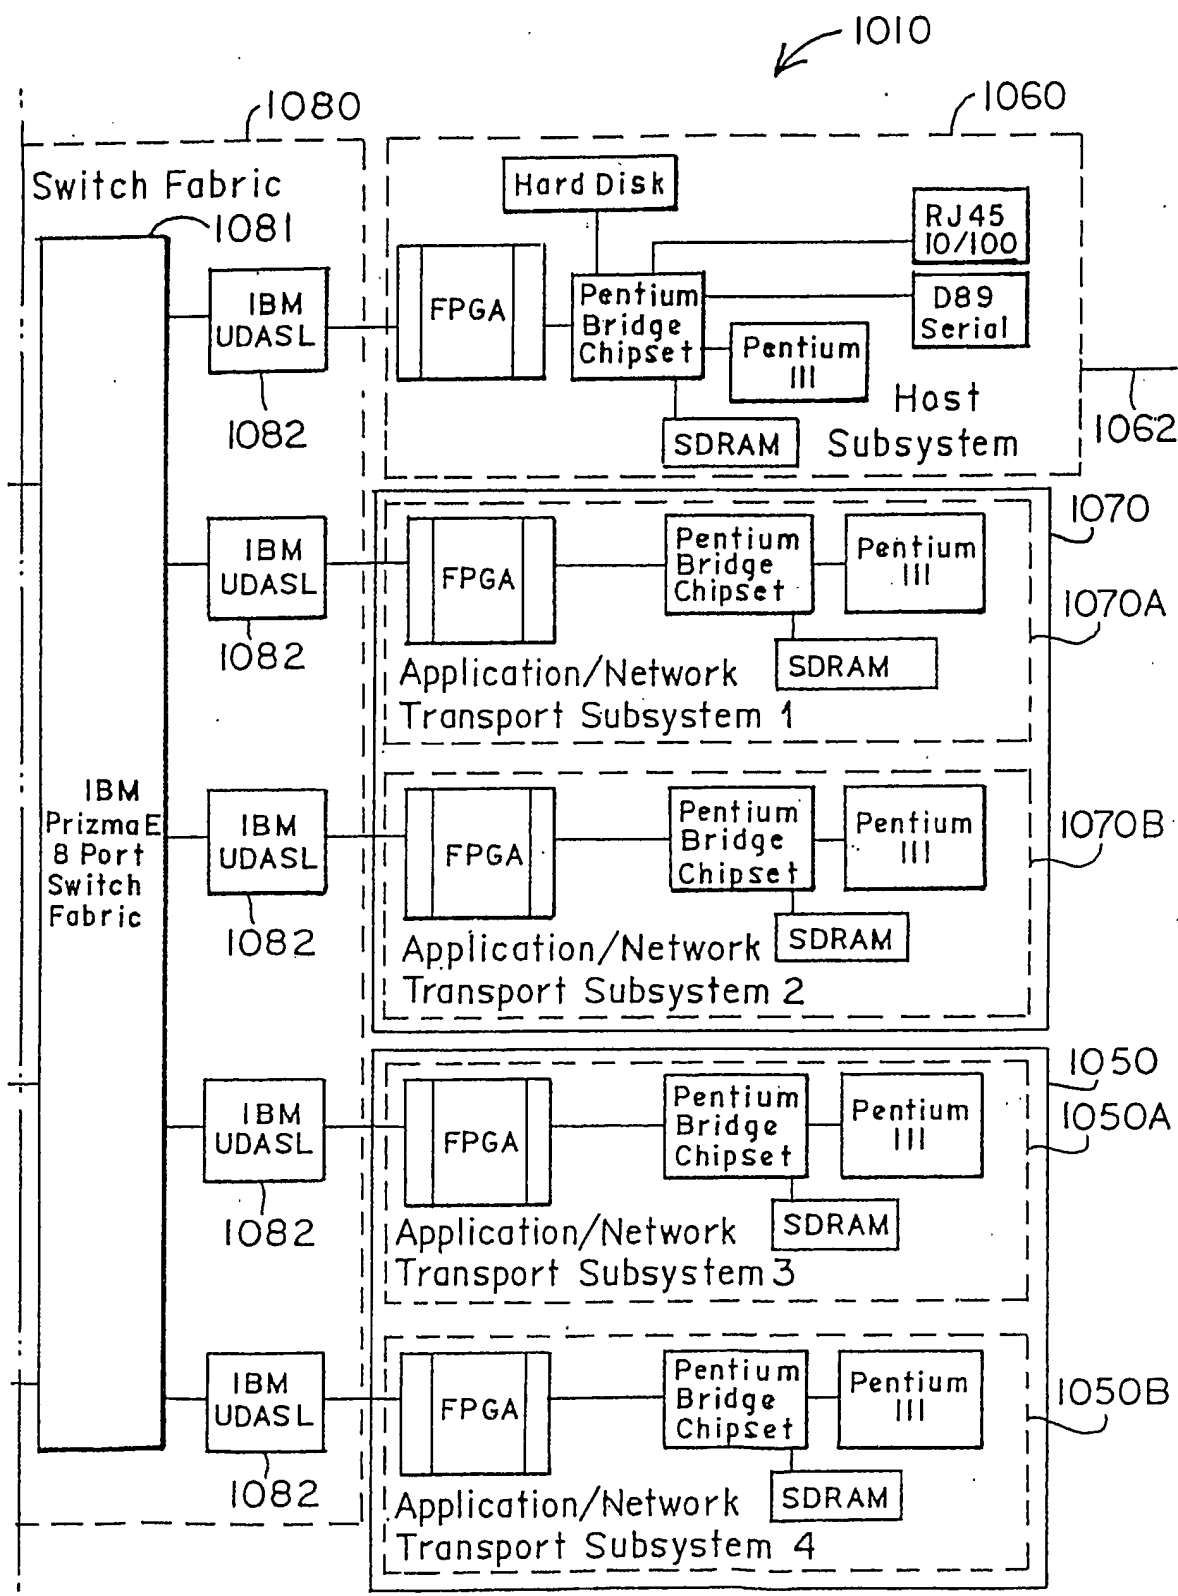 1010
1080
1060
Switch Fabric
1081
Hard Disk
RJ45
10/100
IBM
UDASL
FPGA
Pentium
Bridge
Chipset
D89
Serial
Pentium
III
1082
SDRAM
Host
Subsystem
1062
1070
IBM
UDASL
FPGA
Pentium
Bridge
Chipset
Pentium
III
1070A
1082
SDRAM
Application/Network
Transport Subsystem 1
IBM
PrizmaE
8 Port
Switch
Fabric
IBM
UDASL
FPGA
Pentium
Bridge
Chipset
Pentium
III
1070B
1082
SDRAM
Application/Network
Transport Subsystem 2
1050
IBM
UDASL
FPGA
Pentium
Bridge
Chipset
Pentium
III
1050A
1082
SDRAM
Application/Network
Transport Subsystem 3
IBM
UDASL
FPGA
Pentium
Bridge
Chipset
Pentium
III
1050B
1082
SDRAM
Application/Network
Transport Subsystem 4